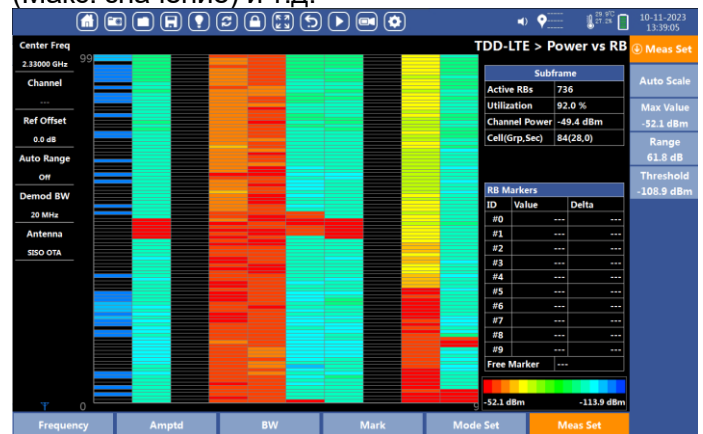 (Макс. значение) и т.д.
29.9°C
27.2%
10-11-2023
13:39:05
Center Freq
2.33000 GHz
Channel
---
Ref Offset
0.0 dB
Auto Range
Off
Demod BW
20 MHz
Antenna
SISO OTA
TDD-LTE > Power vs RB
99
0
9
T
Subframe
Active RBs 736
Utilization 92.0 %
Channel Power -49.4 dBm
Cell(Grp,Sec) 84(28,0)
RB Markers
ID Value Delta
#0 --- ---
#1 --- ---
#2 --- ---
#3 --- ---
#4 --- ---
#5 --- ---
#6 --- ---
#7 --- ---
#8 --- ---
#9 --- ---
Free Marker ---
-52.1 dBm -113.9 dBm
Meas Set
Auto Scale
Max Value
-52.1 dBm
Range
61.8 dB
Threshold
-108.9 dBm
Frequency Amptd BW Mark Mode Set Meas Set